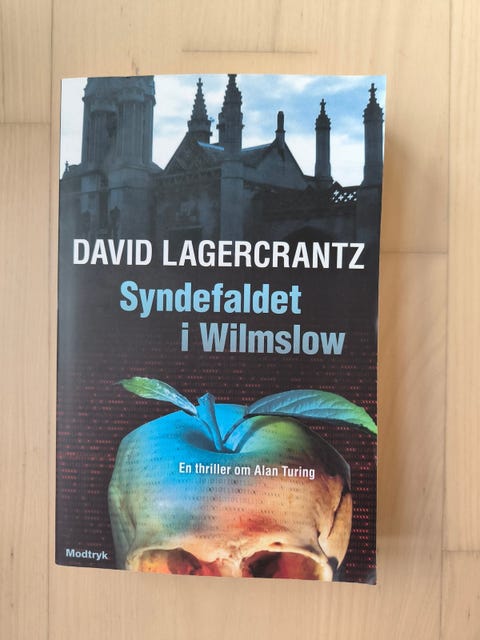 DAVID LAGERCRANTZ
Syndefaldet
i Wilmslow
En thriller om Alan Turing
Modtryk